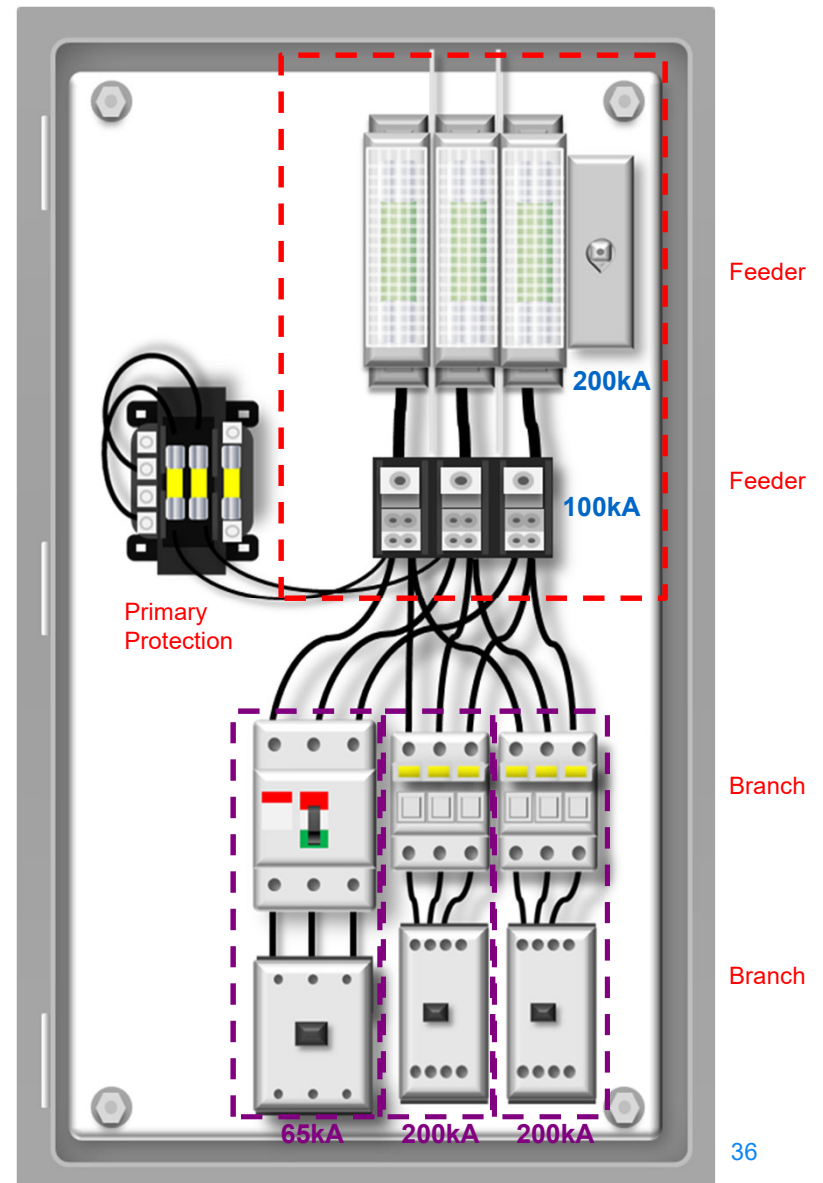 Feeder
200kA
Feeder
100kA
Primary
Protection
Branch
Branch
65kA
200kA
200kA
36